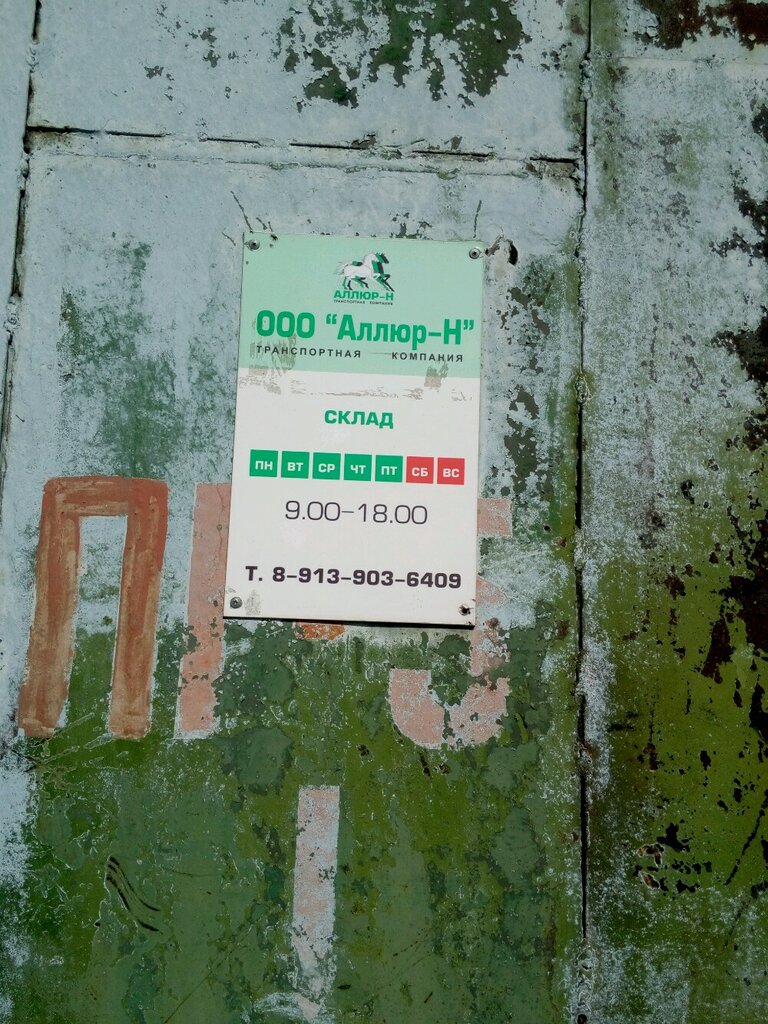 АЛЛЮР-Н
ТРАНСПОРТНАЯ КОМПАНИЯ
ООО "Аллюр-Н"
ТРАНСПОРТНАЯ КОМПАНИЯ
СКЛАД
ПН ВТ СР ЧТ ПТ СБ ВС
9.00-18.00
Т. 8-913-903-6409